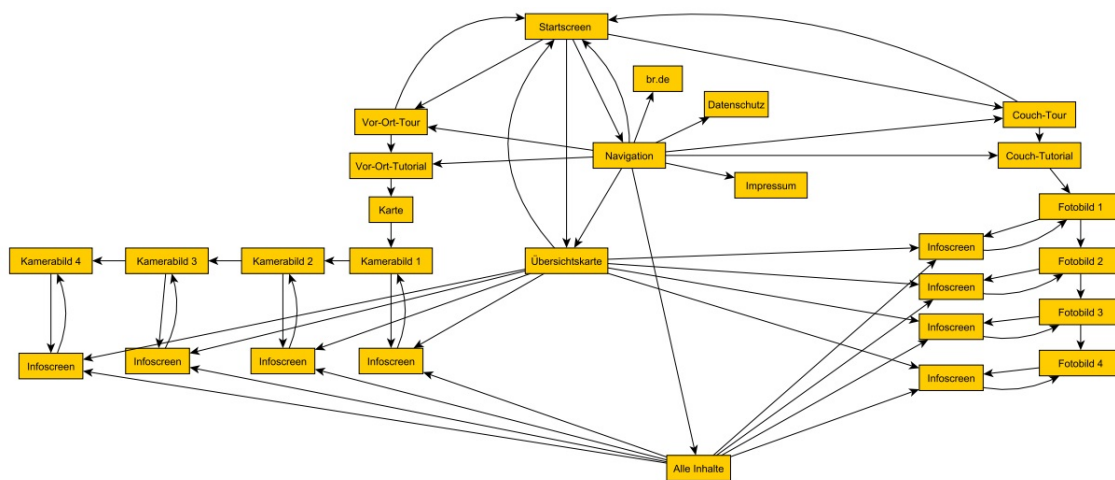 Startscreen
br.de
Datenschutz
Vor-Ort-Tour
Couch-Tour
Navigation
Couch-Tutorial
Vor-Ort-Tutorial
Impressum
Karte
Fotobild 1
Infoscreen
Kamerabild 4
Kamerabild 3
Kamerabild 2
Kamerabild 1
Übersichtskarte
Fotobild 2
Infoscreen
Fotobild 3
Infoscreen
Infoscreen
Infoscreen
Infoscreen
Infoscreen
Fotobild 4
Infoscreen
Alle Inhalte